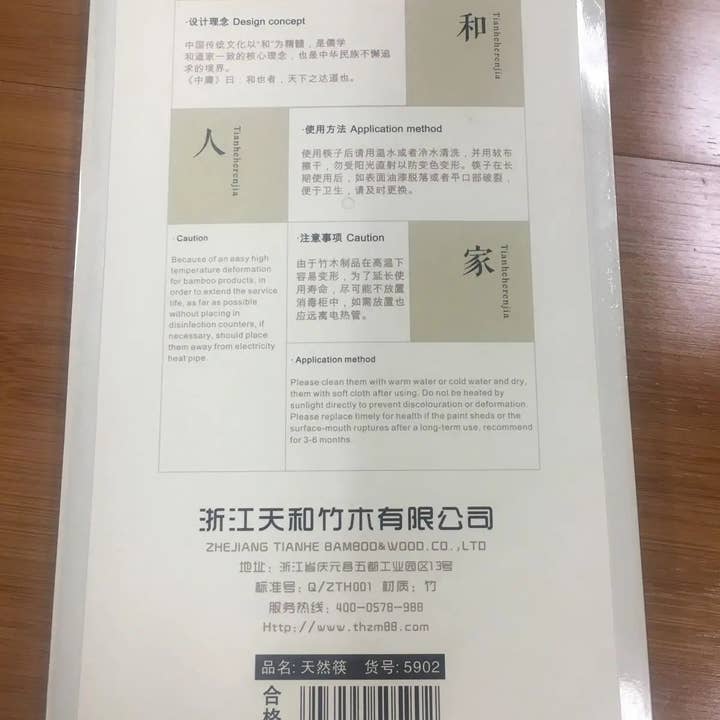 ·设计理念 Design concept
中国传统文化以“和”为精髓，是儒学
和道家一致的核心理念，也是中华民族不懈追
求的境界。
《中庸》曰：和也者，天下之达道也。
和
Tianheherenjia
人
Tianheherenjia
·使用方法 Application method
使用筷子后请用温水或者冷水清洗，并用软布
擦干，勿受阳光直射以防变色变形。筷子在长
期使用后，如表面油漆脱落或者平口部破裂，
便于卫生，请及时更换。
· Caution
Because of an easy high
temperature deformation
for bamboo products, in
order to extend the service
life, as far as possible
without placing in
disinfection counters, if
necessary, should place
them away from electricity
heat pipe.
·注意事项 Caution
由于竹木制品在高温下
容易变形，为了延长使
用寿命，尽可能不放置
消毒柜中，如需放置也
应远离电热管。
家
Tianheherenjia
· Application method
Please clean them with warm water or cold water and dry,
them with soft cloth after using. Do not be heated by
sunlight directly to prevent discolouration or deformation.
Please replace timely for health if the paint sheds or the
surface-mouth ruptures after a long-term use, recommend
for 3-6 months.
浙江天和竹木有限公司
ZHEJIANG TIANHE BAMBOO&WOOD.CO.,LTD
地址：浙江省庆元县五都工业园区13号
标准号：Q/ZTH001 材质：竹
服务热线：400-0578-988
Http://www.thzm88.com
品名：天然筷 货号：5902
合格